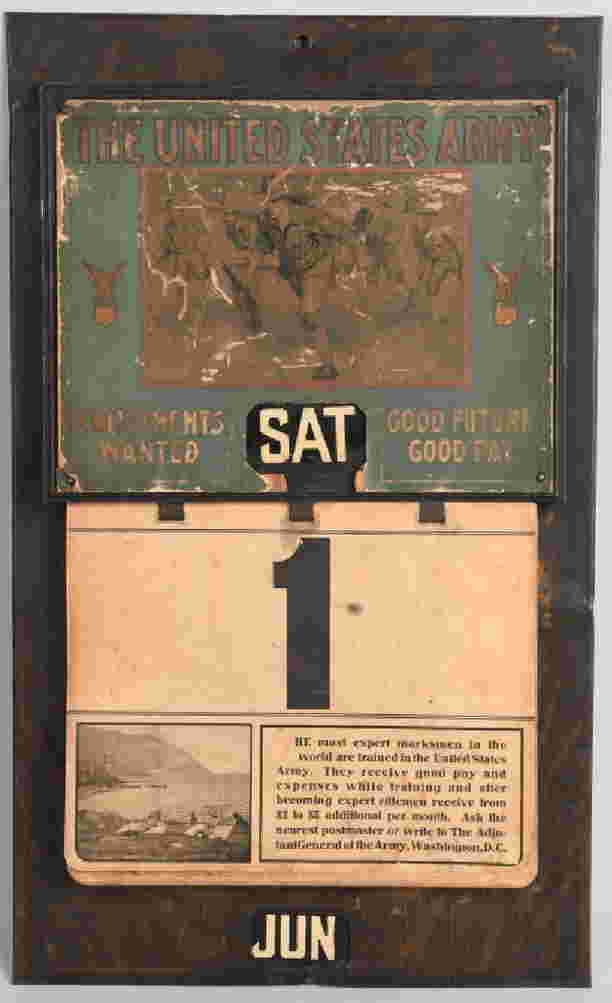 THE UNITED STATES ARMY
WANTED
SAT
GOOD FUTURE
GOOD PAY
1
HE most expert marksmen in the
world are trained in the United States
Army. They receive good pay and
expenses while training and after
becoming expert riflemen receive from
additional per month. Ask the
nearest postmaster or write to The Adju-
tant General of the Army, Washington, D.C.
JUN